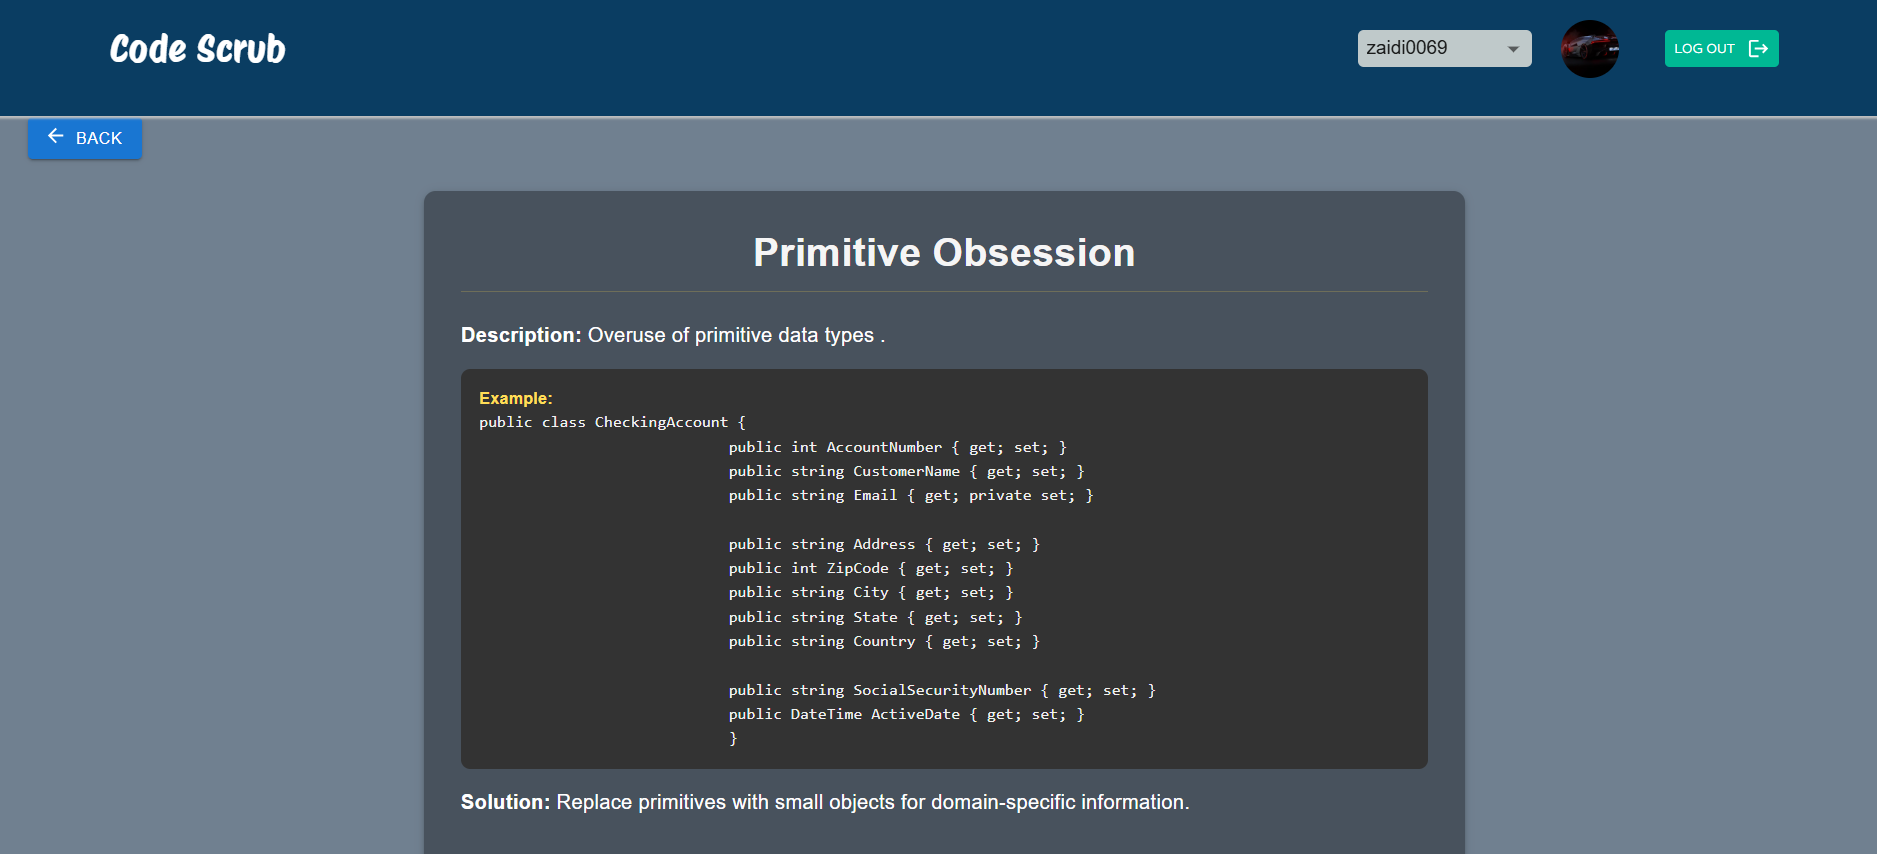 Code Scrub
zaidi0069
LOG OUT
BACK
Primitive Obsession
Description: Overuse of primitive data types .
Example:
public class CheckingAccount {
public int AccountNumber { get; set; }
public string CustomerName { get; set; }
public string Email { get; private set; }
public string Address { get; set; }
public int ZipCode { get; set; }
public string City { get; set; }
public string State { get; set; }
public string Country { get; set; }
public string SocialSecurityNumber { get; set; }
public DateTime ActiveDate { get; set; }
}
Solution: Replace primitives with small objects for domain-specific information.